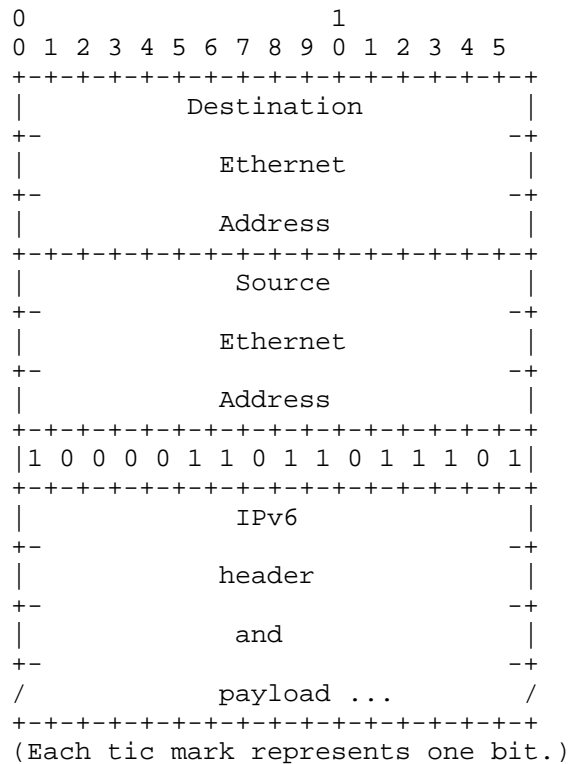 0                   1
0 1 2 3 4 5 6 7 8 9 0 1 2 3 4 5
+-+-+-+-+-+-+-+-+-+-+-+-+-+-+-+-+
|          Destination          |
+-                             -+
|            Ethernet           |
+-                             -+
|            Address            |
+-+-+-+-+-+-+-+-+-+-+-+-+-+-+-+-+
|             Source            |
+-                             -+
|            Ethernet           |
+-                             -+
|            Address            |
+-+-+-+-+-+-+-+-+-+-+-+-+-+-+-+-+
|1 0 0 0 0 1 1 0 1 1 0 1 1 1 0 1|
+-+-+-+-+-+-+-+-+-+-+-+-+-+-+-+-+
|             IPv6              |
+-                             -+
|            header             |
+-                             -+
|             and               |
+-                             -+
/            payload ...        /
+-+-+-+-+-+-+-+-+-+-+-+-+-+-+-+-+
(Each tic mark represents one bit.)